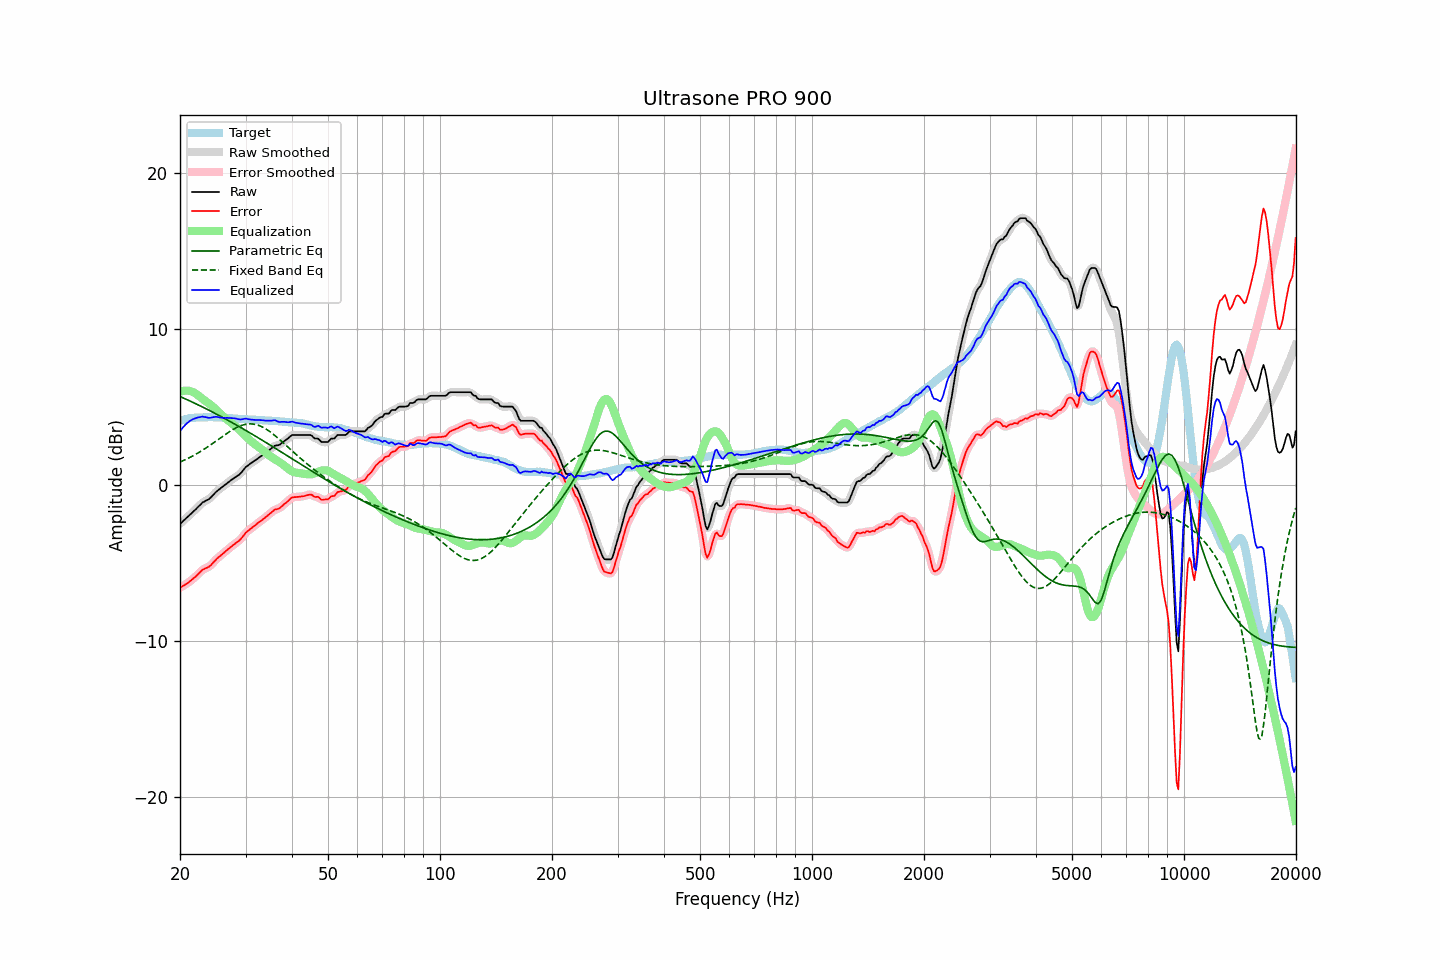 Ultrasone PRO 900
Target
Raw Smoothed
Error Smoothed
Raw
Error
Equalization
Parametric Eq
Fixed Band Eq
Equalized
20
10
0
−10
−20
Amplitude (dBr)
20 50 100 200 500 1000 2000 5000 10000 20000
Frequency (Hz)